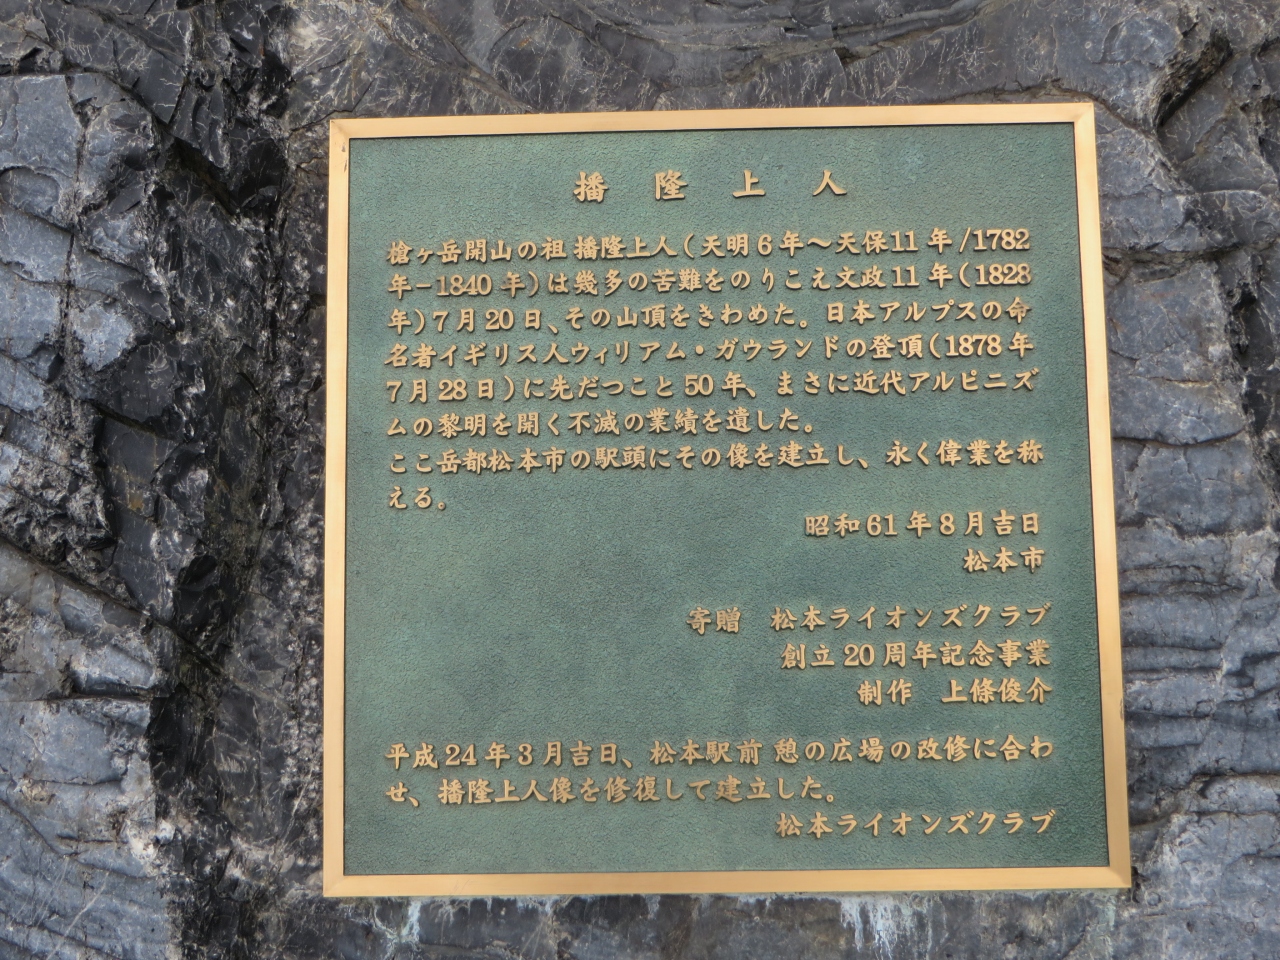 播隆上人
槍ヶ岳開山の祖 播隆上人(天明6年～天保11年/1782
年−1840年)は幾多の苦難をのりこえ文政11年(1828
年)7月20日、その山頂をきわめた。日本アルプスの命
名者イギリス人ウィリアム・ガウランドの登頂(1878年
7月28日)に先だつこと50年、まさに近代アルピニズ
ムの黎明を開く不滅の業績を遺した。
ここ岳都松本市の駅頭にその像を建立し、永く偉業を称
える。
昭和61年8月吉日
松本市
寄贈 松本ライオンズクラブ
創立20周年記念事業
制作 上條俊介
平成24年3月吉日、松本駅前 憩の広場の改修に合わ
せ、播隆上人像を修復して建立した。
松本ライオンズクラブ